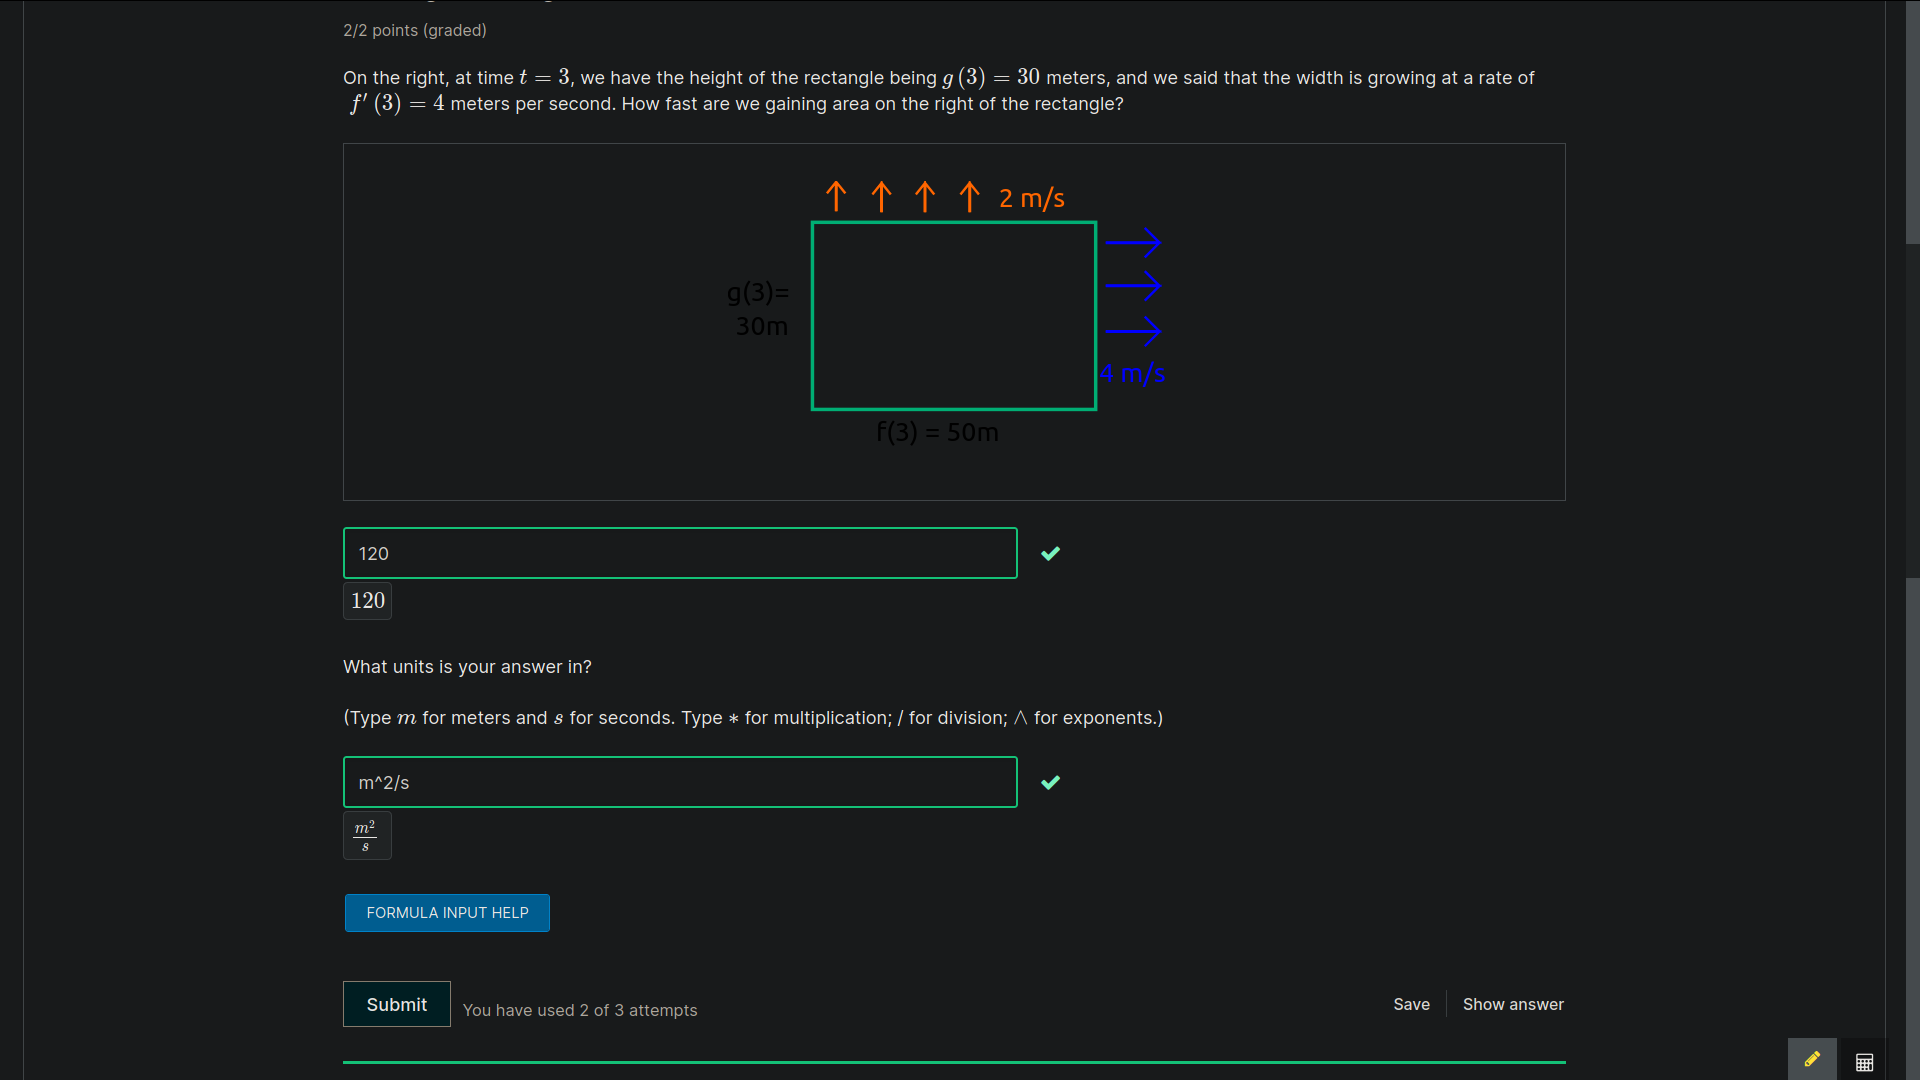 2/2 points (graded)
On the right, at time t = 3, we have the height of the rectangle being g (3) = 30 meters, and we said that the width is growing at a rate of
f′ (3) = 4 meters per second. How fast are we gaining area on the right of the rectangle?
↑ ↑ ↑ ↑ 2 m/s
g(3)=
30m
4 m/s
f(3) = 50m
120
120
What units is your answer in?
(Type m for meters and s for seconds. Type * for multiplication; / for division; ∧ for exponents.)
m^2/s
m²/s
FORMULA INPUT HELP
Submit
You have used 2 of 3 attempts
Save
Show answer